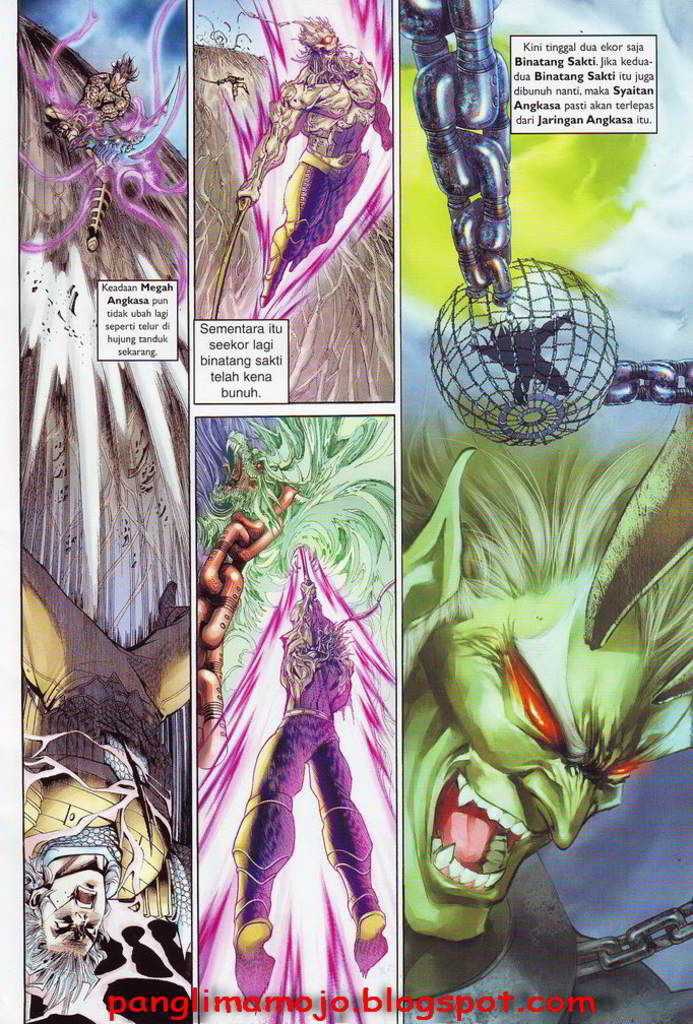 Keadaan Megah
Angkasa pun
tidak ubah lagi
seperti telur di
hujung tanduk
sekarang.
Sementara itu
seekor lagi
binatang sakti
telah kena
bunuh.
Kini tinggal dua ekor saja
Binatang Sakti. Jika kedua-
dua Binatang Sakti itu juga
dibunuh nanti, maka Syaitan
Angkasa pasti akan terlepas
dari Jaringan Angkasa itu.
panglimamojo.blogspot.com